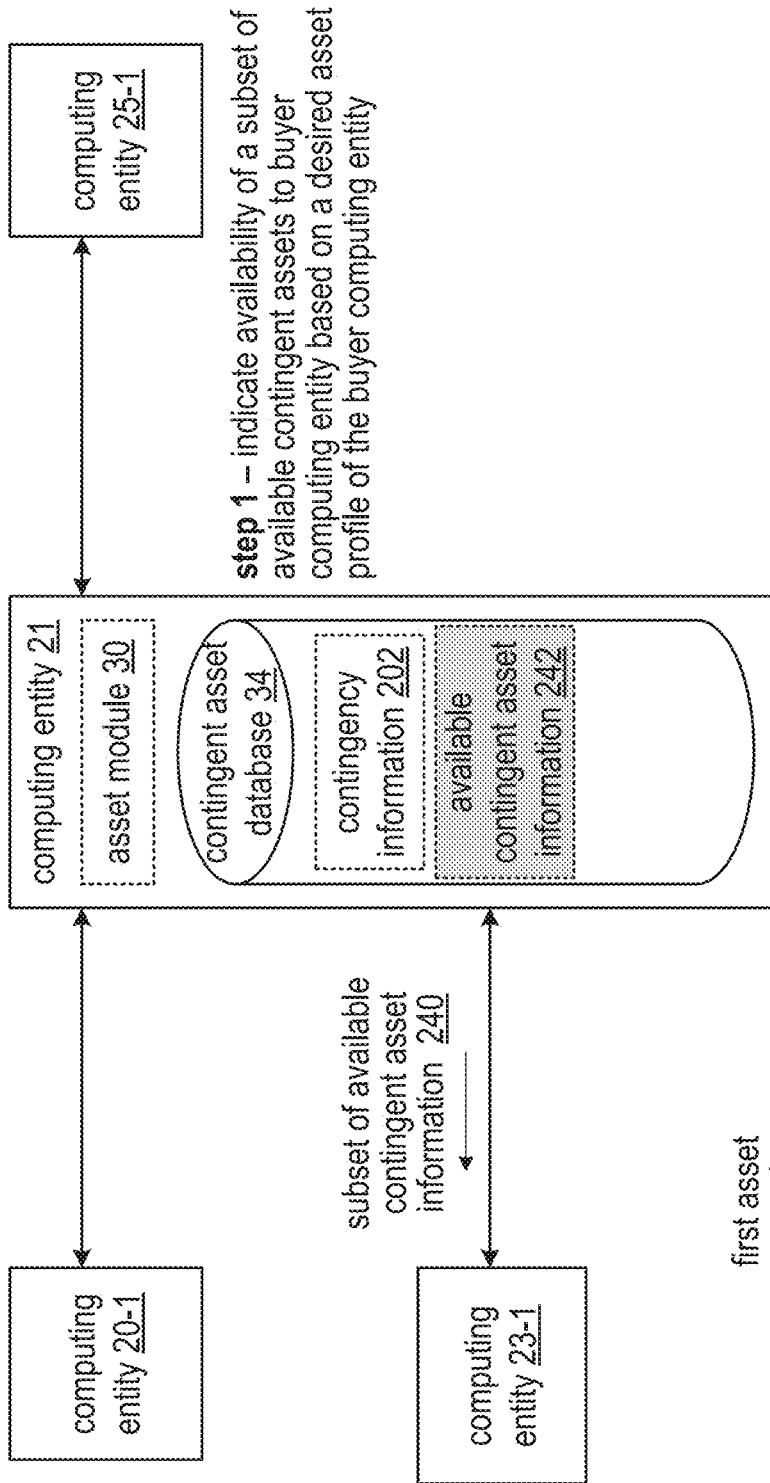 computing
entity 20-1
computing
entity 23-1
subset of available
contingent asset
information 240
computing entity 21
asset module 30
contingent asset
database 34
contingency
information 202
available
contingent asset
information 242
computing
entity 25-1
step 1 – indicate availability of a subset of
available contingent assets to buyer
computing entity based on a desired asset
profile of the buyer computing entity
first asset